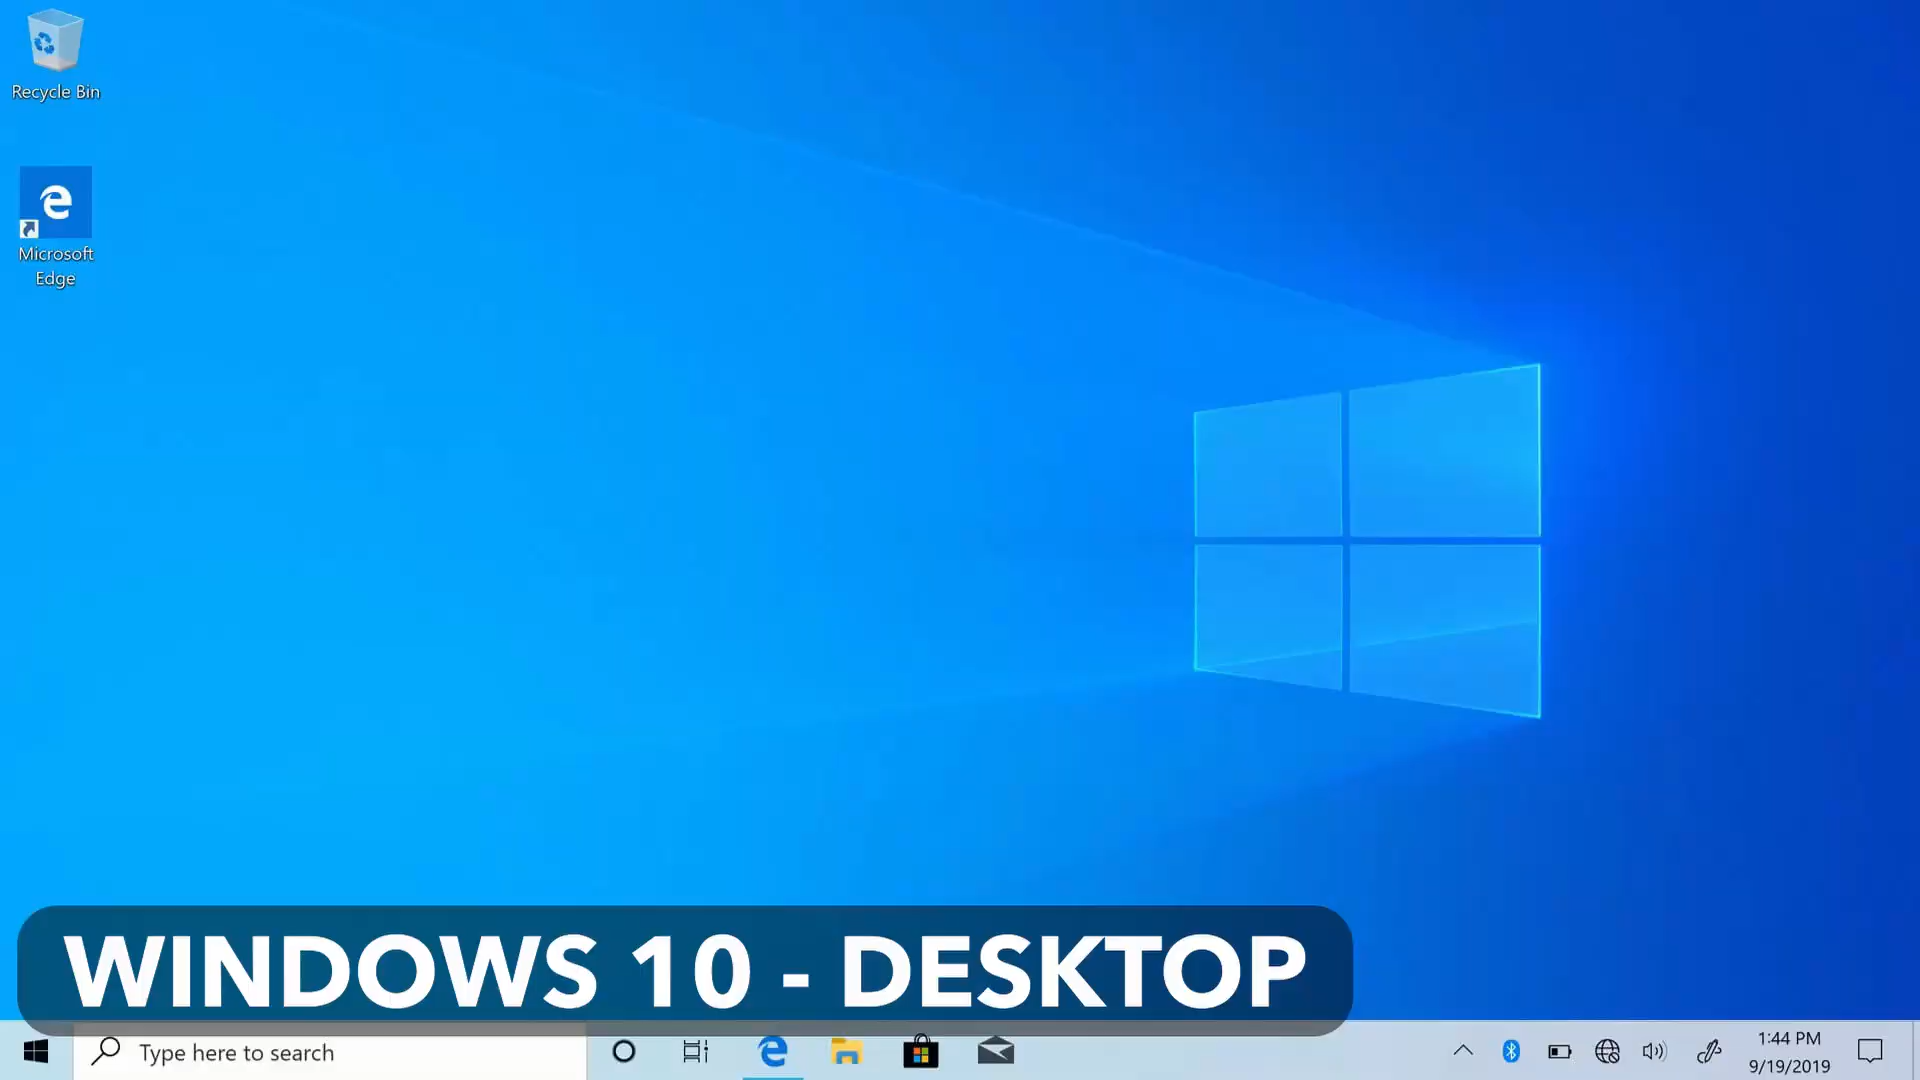 Recycle Bin
Microsoft
Edge
WINDOWS 10 - DESKTOP
Type here to search
1:44 PM
9/19/2019